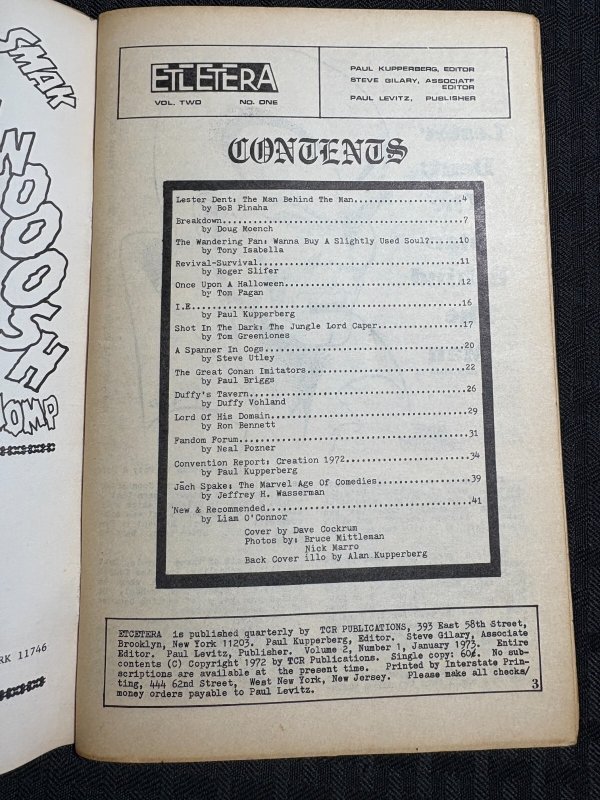 SMAK
WOOOSH
OMP
RK 11746
ETCETERA
VOL. TWO NO. ONE
PAUL KUPPERBERG, EDITOR
STEVE GILARY, ASSOCIATE
EDITOR
PAUL LEVITZ, PUBLISHER
CONTENTS
Lester Dent: The Man Behind The Man......................4
by BoB Pinaha
Breakdown................................................7
by Doug Moench
The Wandering Fan: Wanna Buy A Slightly Used Soul?......10
by Tony Isabella
Revival-Survival........................................11
by Roger Slifer
Once Upon A Halloween...................................12
by Tom Fagan
I.E.....................................................16
by Paul Kupperberg
Shot In The Dark: The Jungle Lord Caper.................17
by Tom Greeniones
A Spanner In Cogs.......................................20
by Steve Utley
The Great Conan Imitators...............................22
by Paul Briggs
Duffy's Tavern..........................................26
by Duffy Vohland
Lord Of His Domain......................................29
by Ron Bennett
Fandom Forum............................................31
by Neal Pozner
Convention Report: Creation 1972........................34
by Paul Kupperberg
Jach Spake: The Marvel Age Of Comedies..................39
by Jeffrey H. Wasserman
New & Recommended.......................................41
by Liam O'Connor
Cover by Dave Cockrum
Photos by: Bruce Mittleman
Nick Marro
Back Cover illo by Alan Kupperberg
ETCETERA is published quarterly by TCR PUBLICATIONS, 393 East 58th Street,
Brooklyn, New York 11203. Paul Kupperberg, Editor. Steve Gilary, Associate
Editor. Paul Levitz, Publisher. Volume 2, Number 1, January 1973. Entire
contents (C) Copyright 1972 by TCR Publications. Single copy: 60¢. No sub-
scriptions are available at the present time. Printed by Interstate Prin-
ting, 444 62nd Street, West New York, New Jersey. Please make all checks/
money orders payable to Paul Levitz.
3